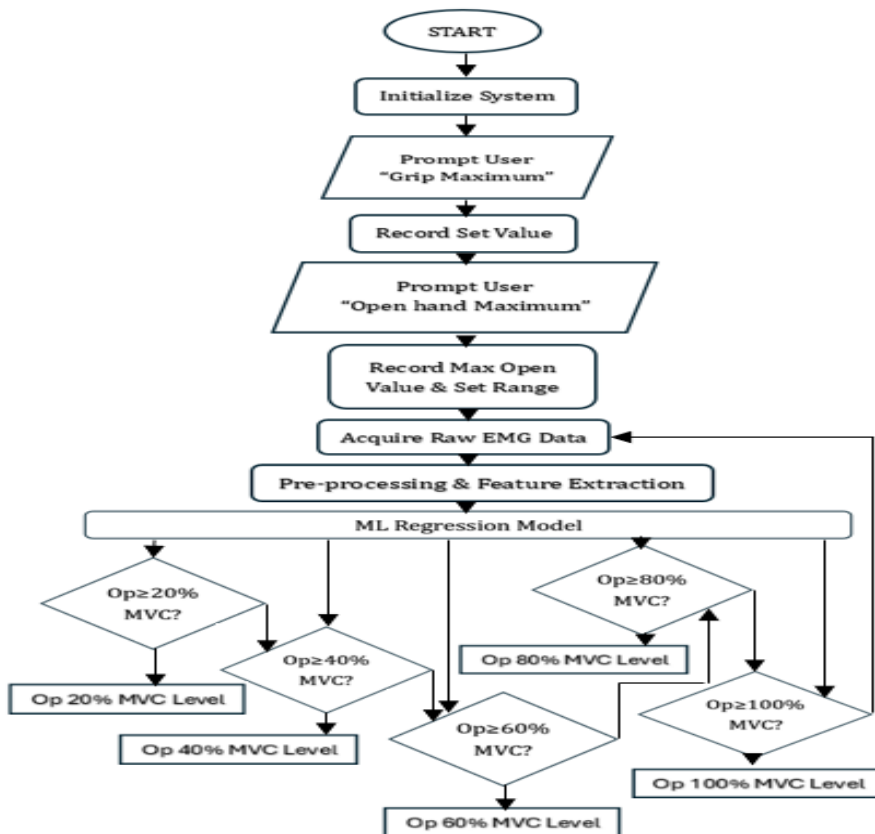 START
Initialize System
Prompt User
“Grip Maximum”
Record Set Value
Prompt User
“Open hand Maximum”
Record Max Open
Value & Set Range
Acquire Raw EMG Data
Pre-processing & Feature Extraction
ML Regression Model
Op≥20%
MVC?
Op≥80%
MVC?
Op≥40%
MVC?
Op 80% MVC Level
Op 20% MVC Level
Op≥60%
MVC?
Op≥100%
MVC?
Op 40% MVC Level
Op 100% MVC Level
Op 60% MVC Level